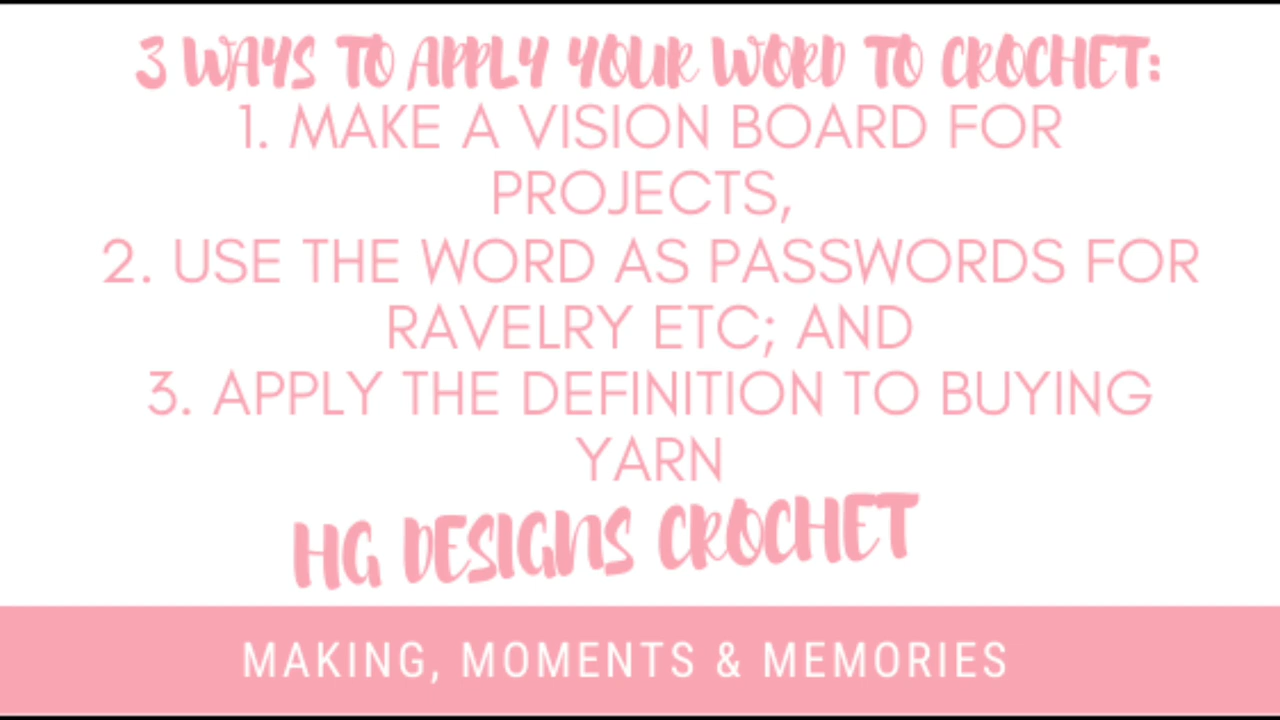 3 WAYS TO APPLY YOUR WORD TO CROCHET:
1. MAKE A VISION BOARD FOR
PROJECTS,
2. USE THE WORD AS PASSWORDS FOR
RAVELRY ETC; AND
3. APPLY THE DEFINITION TO BUYING
YARN
HG DESIGNS CROCHET
MAKING, MOMENTS & MEMORIES